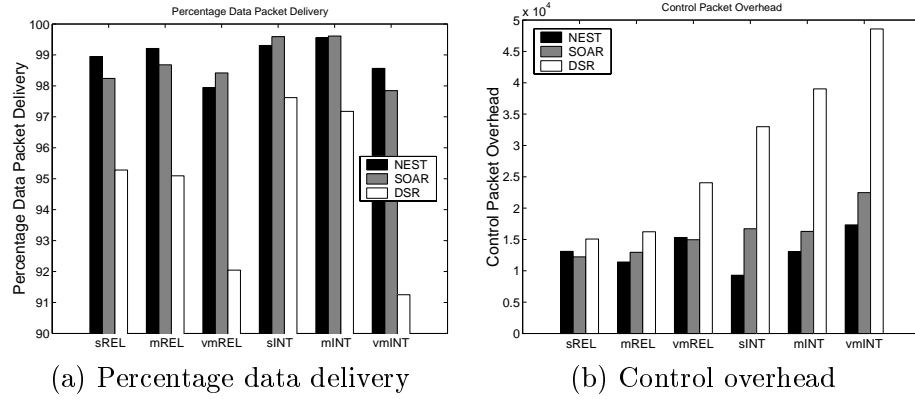 Percentage Data Packet Delivery
Percentage Data Packet Delivery
100
99
98
97
96
95
94
93
92
91
90
NEST
SOAR
DSR
sREL mREL vmREL sINT mINT vmINT
(a) Percentage data delivery
Control Packet Overhead
x 10^4
Control Packet Overhead
5
4.5
4
3.5
3
2.5
2
1.5
1
0.5
0
NEST
SOAR
DSR
sREL mREL vmREL sINT mINT vmINT
(b) Control overhead